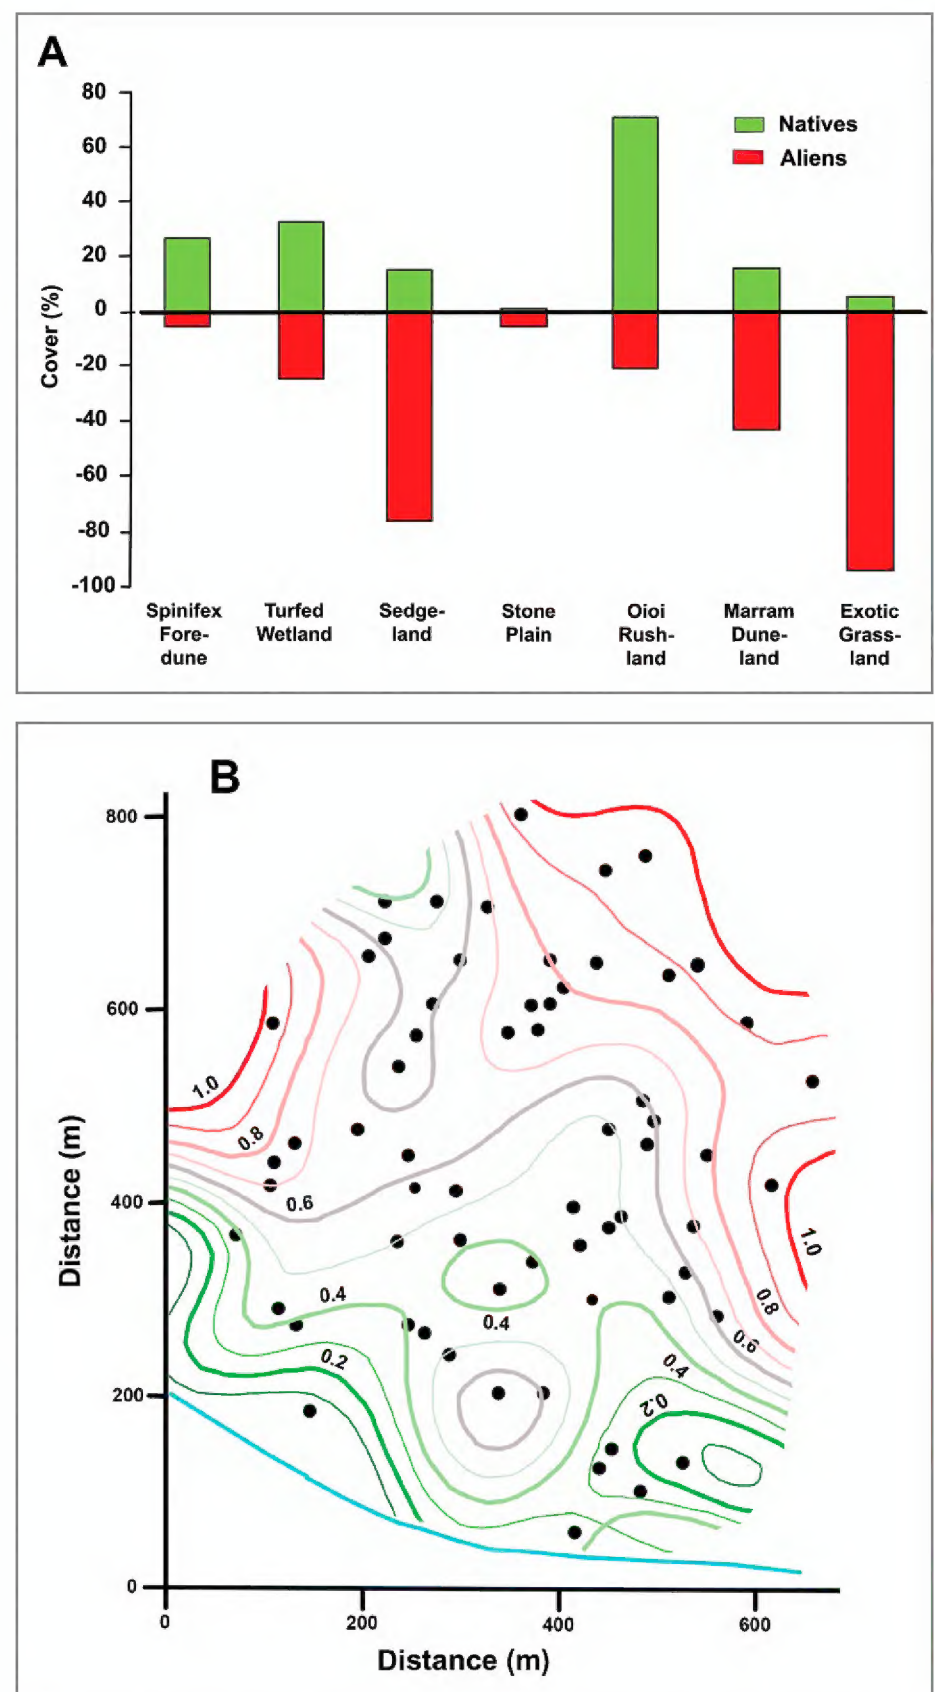 A
80
60
40
20
0
-20
-40
-60
-80
-100
Cover (%)
Natives
Aliens
Spinifex
Fore-
dune
Turfed
Wetland
Sedge-
land
Stone
Plain
Oioi
Rush-
land
Marram
Dune-
land
Exotic
Grass-
land
B
800
600
400
200
0
Distance (m)
1.0
0.8
0.6
0.4
0.2
0.4
1.0
0.8
0.6
0.4
0.2
0
200
400
600
Distance (m)